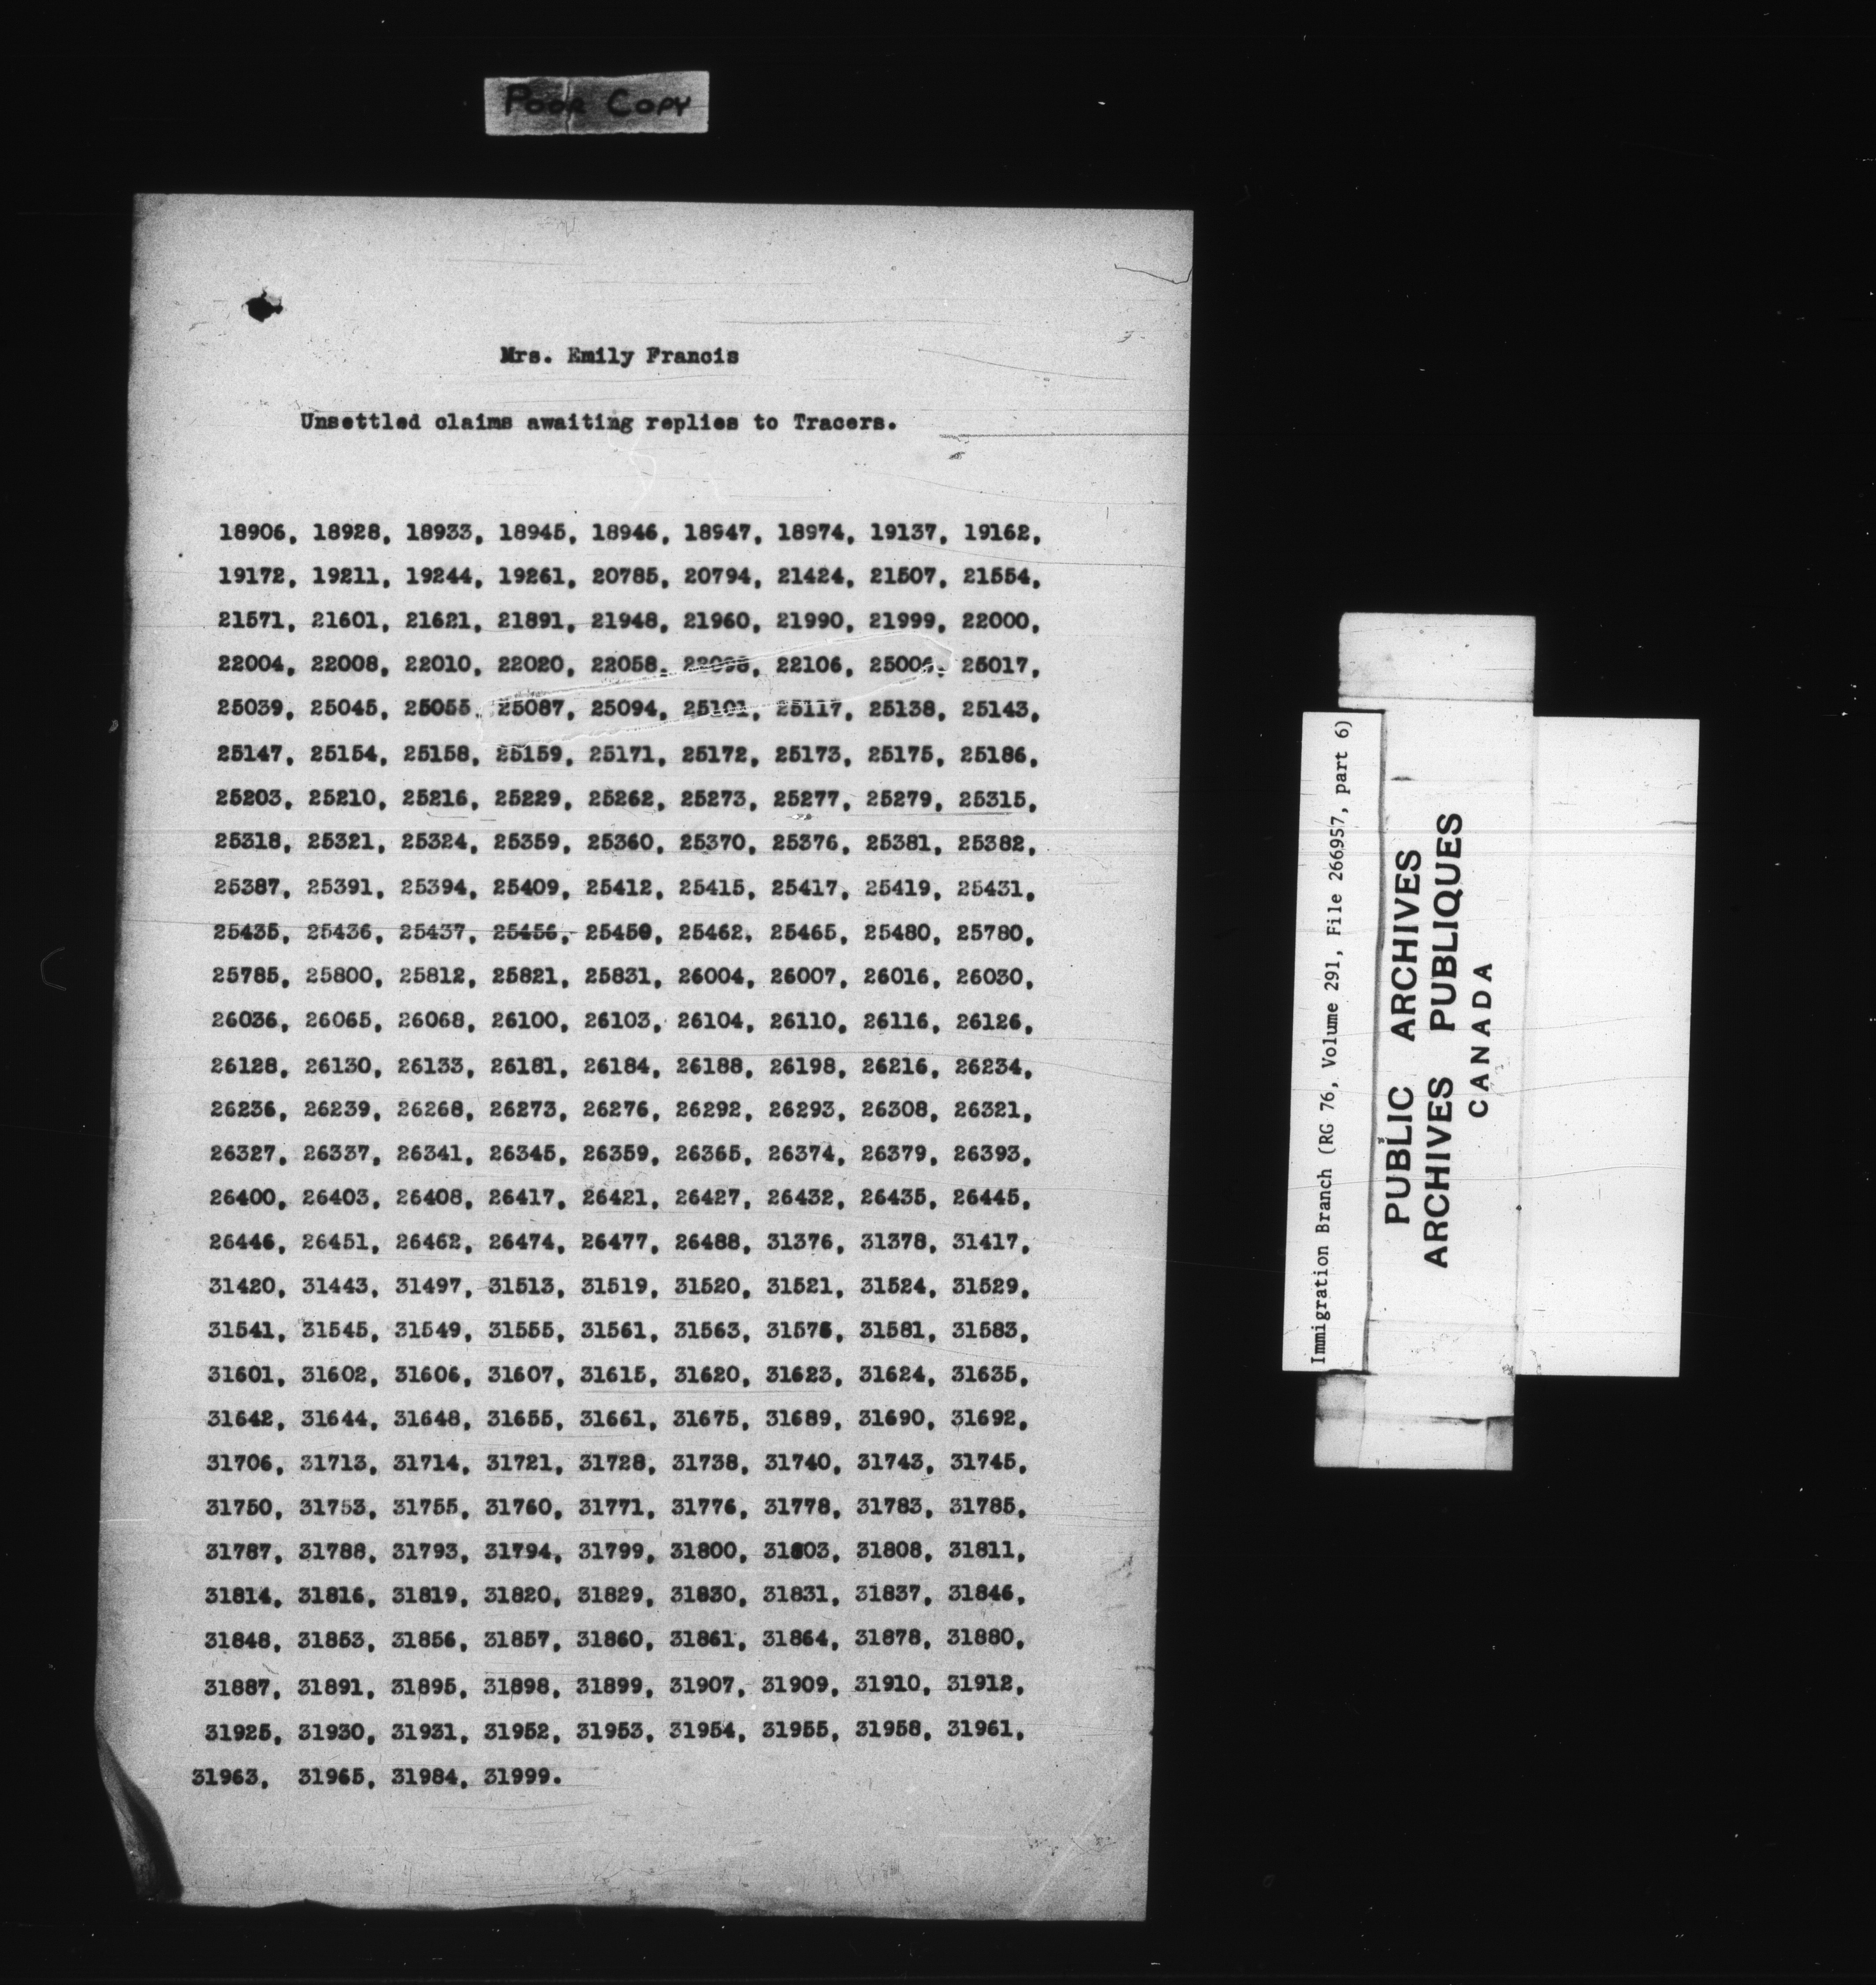 POOR COPY
Mrs. Emily Francis
Unsettled claims awaiting replies to Tracers.
18906, 18928, 18933, 18945, 18946, 18947, 18974, 19137, 19162,
19172, 19211, 19244, 19261, 20785, 20794, 21424, 21507, 21554,
21571, 21601, 21621, 21891, 21948, 21960, 21990, 21999, 22000,
22004, 22008, 22010, 22020, 22058, 22098, 22106, 25006, 25017,
25039, 25045, 25055, 25087, 25094, 25101, 25117, 25138, 25143,
25147, 25154, 25158, 25159, 25171, 25172, 25173, 25175, 25186,
25203, 25210, 25216, 25229, 25262, 25273, 25277, 25279, 25315,
25318, 25321, 25324, 25359, 25360, 25370, 25376, 25381, 25382,
25387, 25391, 25394, 25409, 25412, 25415, 25417, 25419, 25431,
25435, 25436, 25437, 25456, 25459, 25462, 25465, 25480, 25780,
25785, 25800, 25812, 25821, 25831, 26004, 26007, 26016, 26030,
26036, 26065, 26068, 26100, 26103, 26104, 26110, 26116, 26126,
26128, 26130, 26133, 26181, 26184, 26188, 26198, 26216, 26234,
26236, 26239, 26268, 26273, 26276, 26292, 26293, 26308, 26321,
26327, 26337, 26341, 26345, 26359, 26365, 26374, 26379, 26393,
26400, 26403, 26408, 26417, 26421, 26427, 26432, 26435, 26445,
26446, 26451, 26462, 26474, 26477, 26488, 31376, 31378, 31417,
31420, 31443, 31497, 31513, 31519, 31520, 31521, 31524, 31529,
31541, 31545, 31549, 31555, 31561, 31563, 31576, 31581, 31583,
31601, 31602, 31606, 31607, 31615, 31620, 31623, 31624, 31635,
31642, 31644, 31648, 31655, 31661, 31675, 31689, 31690, 31692,
31706, 31713, 31714, 31721, 31728, 31738, 31740, 31743, 31745,
31750, 31753, 31755, 31760, 31771, 31776, 31778, 31783, 31785,
31787, 31788, 31793, 31794, 31799, 31800, 31803, 31808, 31811,
31814, 31816, 31819, 31820, 31829, 31830, 31831, 31837, 31846,
31848, 31853, 31856, 31857, 31860, 31861, 31864, 31878, 31880,
31887, 31891, 31895, 31898, 31899, 31907, 31909, 31910, 31912,
31925, 31930, 31931, 31952, 31953, 31954, 31955, 31958, 31961,
31963, 31965, 31984, 31999.
Immigration Branch (RG 76, Volume 291, File 266957, part 6)
PUBLIC ARCHIVES
ARCHIVES PUBLIQUES
CANADA